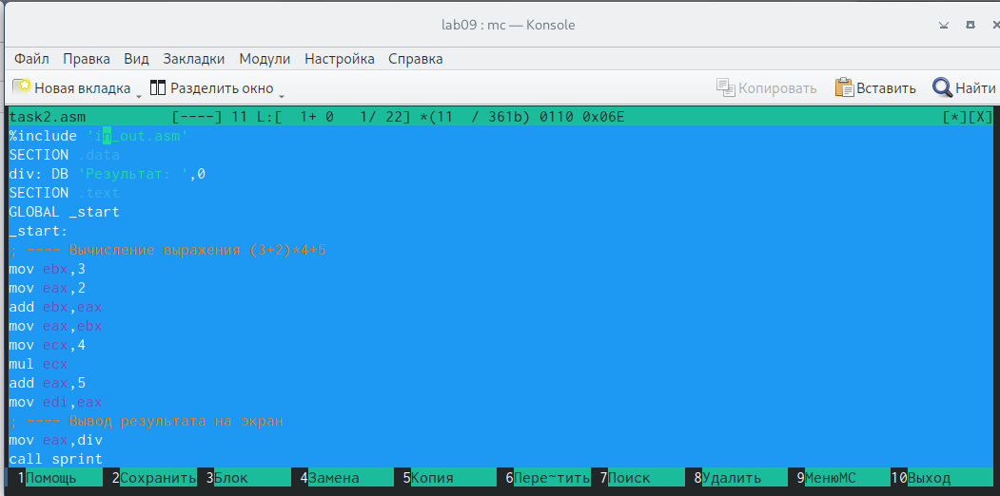 lab09 : mc — Konsole
Файл Правка Вид Закладки Модули Настройка Справка
Новая вкладка Разделить окно Копировать Вставить Найти
task2.asm [----] 11 L:[ 1+ 0 1/ 22] *(11 / 361b) 0110 0x06E [*][X]
%include 'in_out.asm'
SECTION .data
div: DB 'Результат: ',0
SECTION .text
GLOBAL _start
_start:
; ---- Вычисление выражения (3+2)*4+5
mov ebx,3
mov eax,2
add ebx,eax
mov eax,ebx
mov ecx,4
mul ecx
add eax,5
mov edi,eax
; ---- Вывод результата на экран
mov eax,div
call sprint
1Помощь 2Сохранить 3Блок 4Замена 5Копия 6Пере~тить 7Поиск 8Удалить 9МенюMC 10Выход